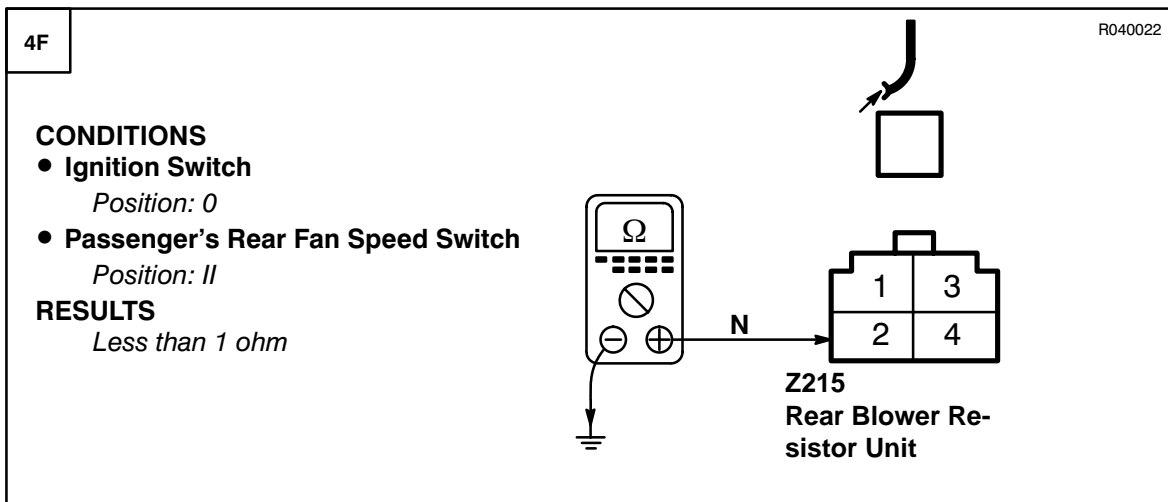 4F
R040022
CONDITIONS
● Ignition Switch
Position: 0
● Passenger's Rear Fan Speed Switch
Position: II
RESULTS
Less than 1 ohm
Ω
N
1 3
2 4
Z215
Rear Blower Re-
sistor Unit